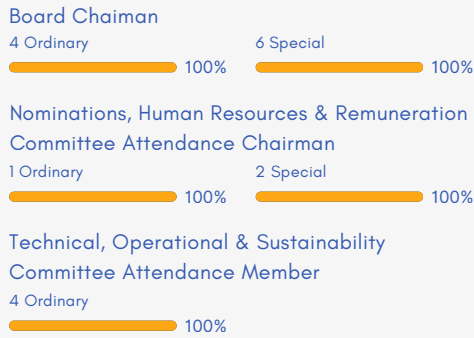 Board Chaiman
4 Ordinary 6 Special
100% 100%
Nominations, Human Resources & Remuneration
Committee Attendance Chairman
1 Ordinary 2 Special
100% 100%
Technical, Operational & Sustainability
Committee Attendance Member
4 Ordinary
100%